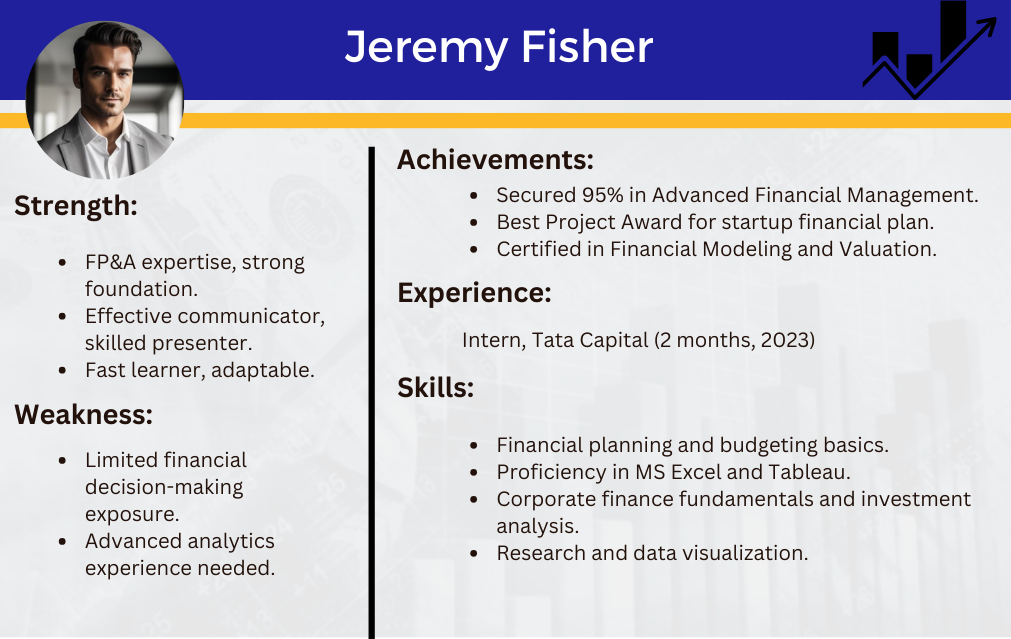 Jeremy Fisher
Strength:
FP&A expertise, strong
foundation.
Effective communicator,
skilled presenter.
Fast learner, adaptable.
Weakness:
Limited financial
decision-making
exposure.
Advanced analytics
experience needed.
Achievements:
Secured 95% in Advanced Financial Management.
Best Project Award for startup financial plan.
Certified in Financial Modeling and Valuation.
Experience:
Intern, Tata Capital (2 months, 2023)
Skills:
Financial planning and budgeting basics.
Proficiency in MS Excel and Tableau.
Corporate finance fundamentals and investment
analysis.
Research and data visualization.